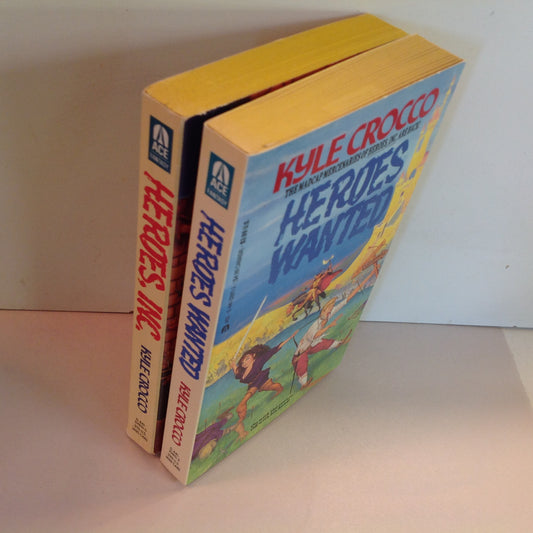 ACE
HEROES, INC.
KYLE CROCCO
ACE
HEROES WANTED
KYLE CROCCO
KYLE CROCCO
THE MADCAP MERCENARIES OF HEROES, INC. ARE BACK!
HEROES
WANTED